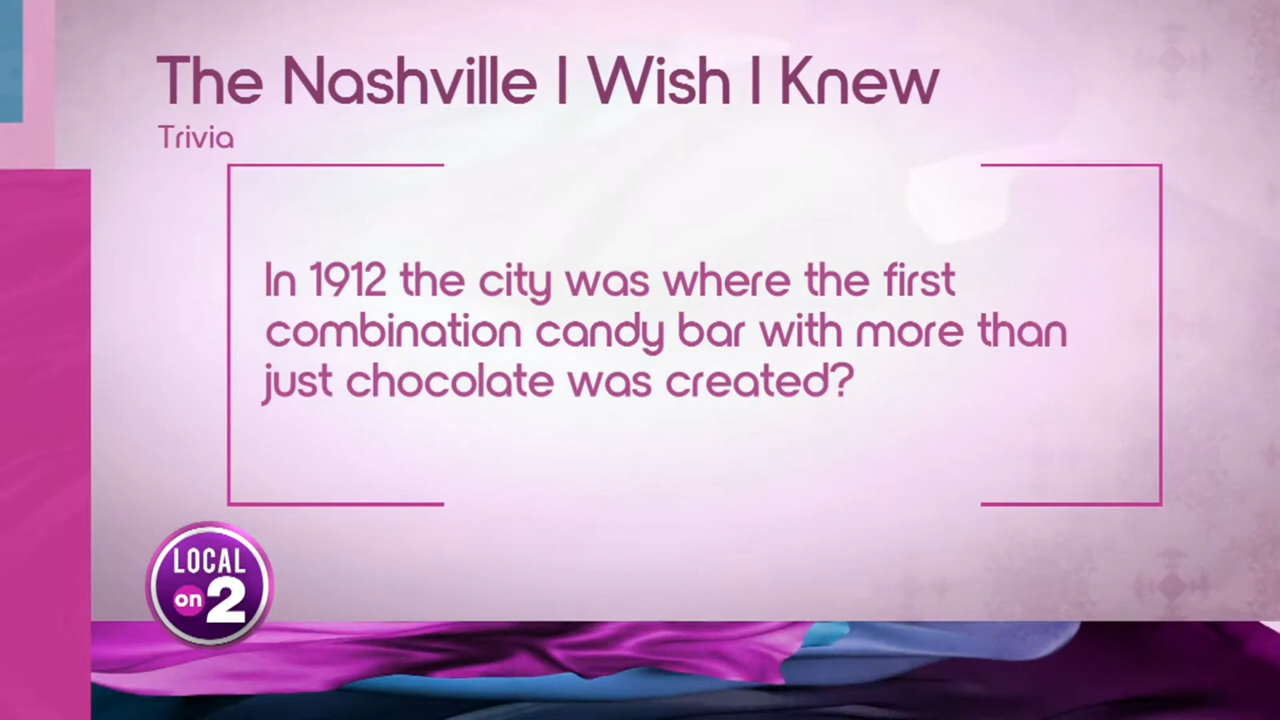 The Nashville I Wish I Knew
Trivia
In 1912 the city was where the first
combination candy bar with more than
just chocolate was created?
LOCAL
on 2